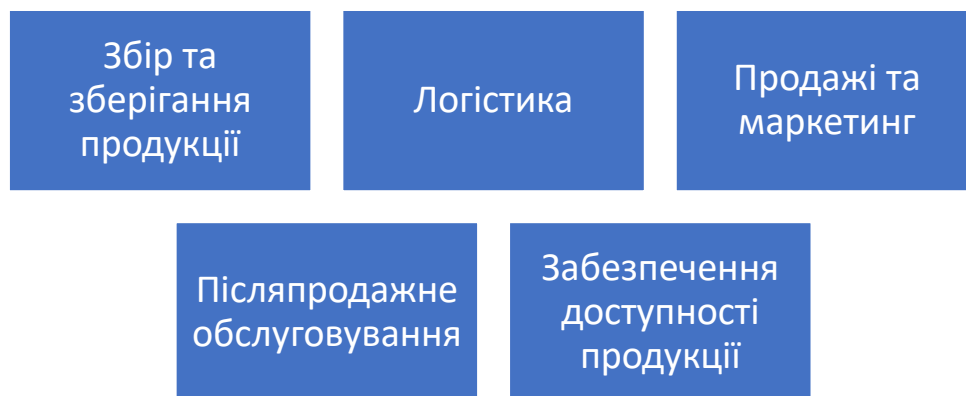 Збір та
зберігання
продукції
Логістика
Продажі та
маркетинг
Післяпродажне
обслуговування
Забезпечення
доступності
продукції